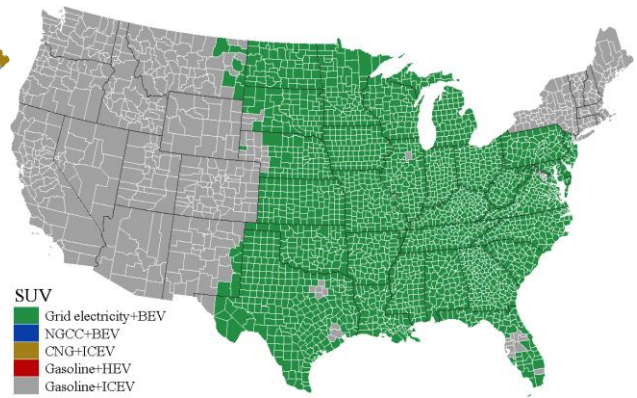 SUV
Grid electricity+BEV
NGCC+BEV
CNG+ICEV
Gasoline+HEV
Gasoline+ICEV